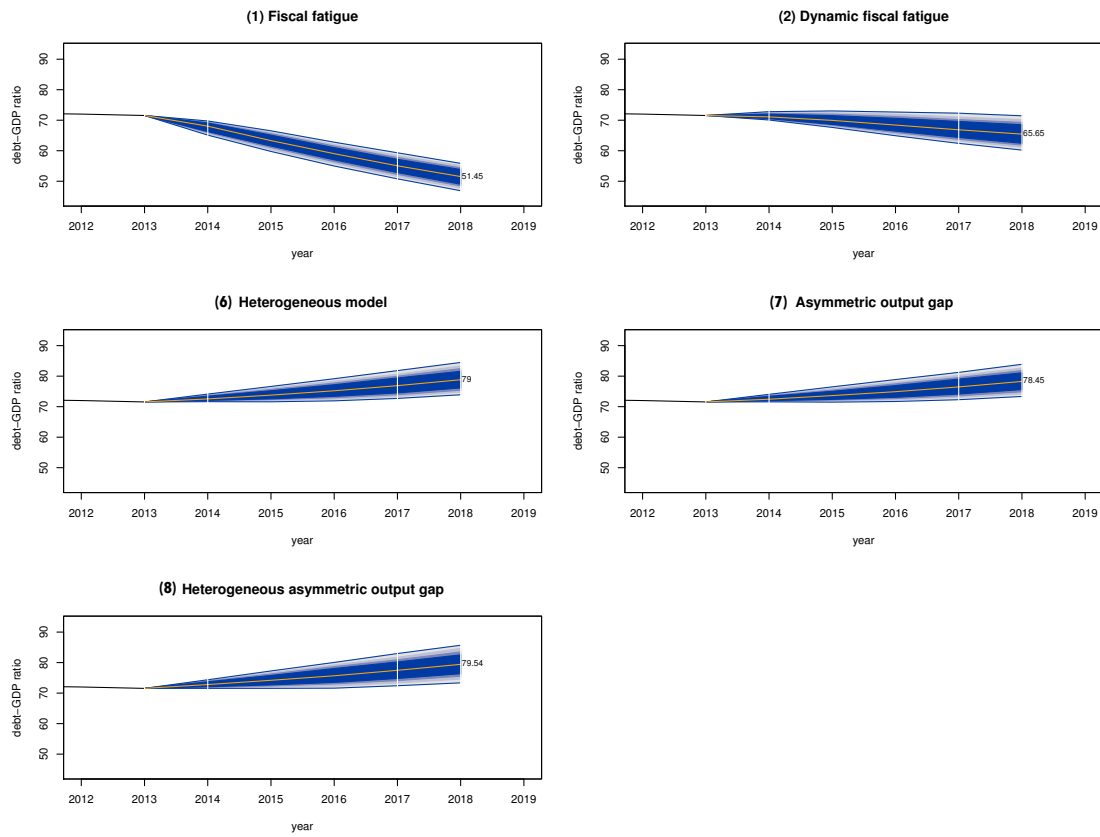 (1) Fiscal fatigue
debt−GDP ratio
90
80
70
60
50
51.45
2012 2013 2014 2015 2016 2017 2018 2019
year
(2) Dynamic fiscal fatigue
debt−GDP ratio
90
80
70
60
50
65.65
2012 2013 2014 2015 2016 2017 2018 2019
year
(6) Heterogeneous model
debt−GDP ratio
90
80
70
60
50
79
2012 2013 2014 2015 2016 2017 2018 2019
year
(7) Asymmetric output gap
debt−GDP ratio
90
80
70
60
50
78.45
2012 2013 2014 2015 2016 2017 2018 2019
year
(8) Heterogeneous asymmetric output gap
debt−GDP ratio
90
80
70
60
50
79.54
2012 2013 2014 2015 2016 2017 2018 2019
year